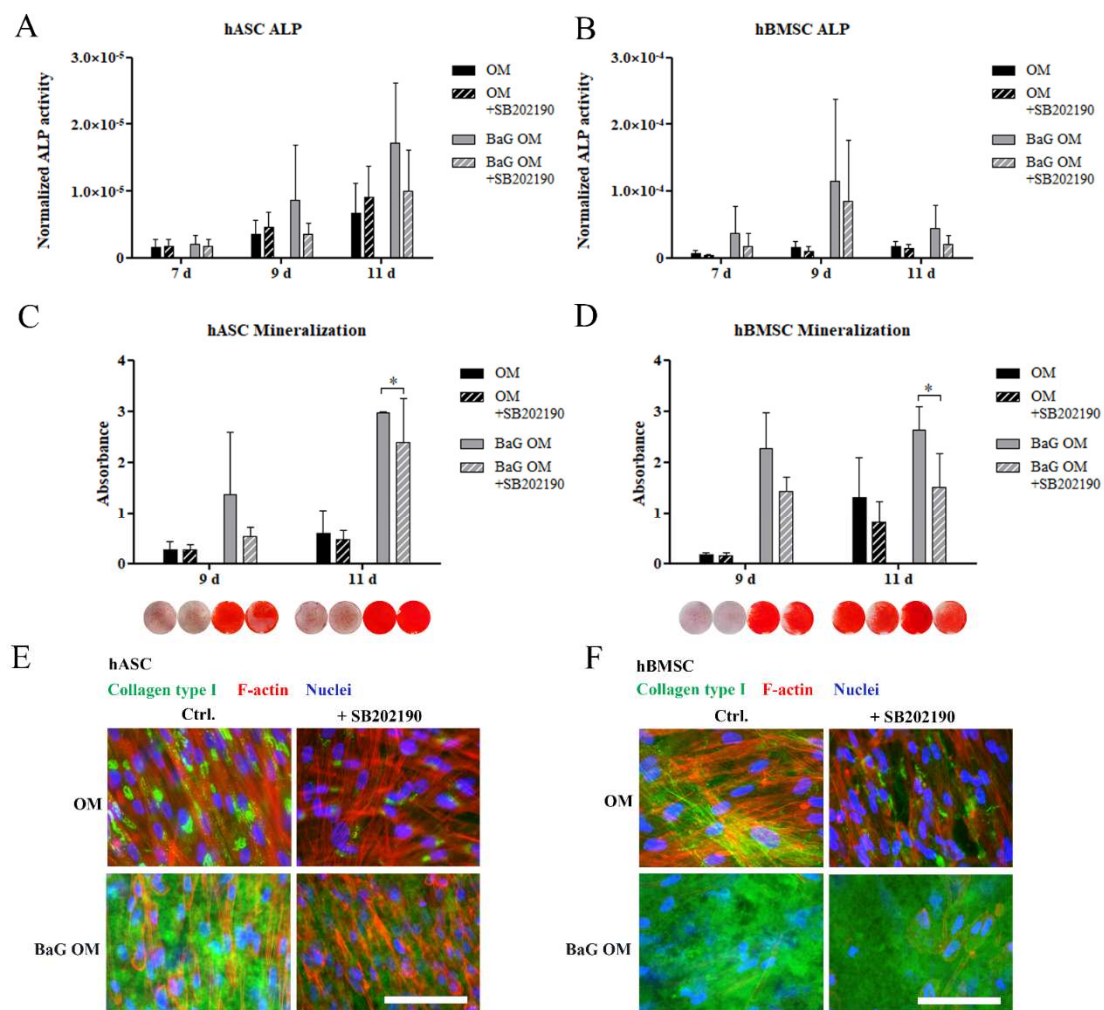 A
hASC ALP
Normalized ALP activity
3.0×10-5
2.0×10-5
1.0×10-5
0
7 d
9 d
11 d
OM
OM
+SB202190
BaG OM
BaG OM
+SB202190
B
hBMSC ALP
Normalized ALP activity
3.0×10-4
2.0×10-4
1.0×10-4
0
7 d
9 d
11 d
OM
OM
+SB202190
BaG OM
BaG OM
+SB202190
C
hASC Mineralization
Absorbance
4
3
2
1
0
*
9 d
11 d
OM
OM
+SB202190
BaG OM
BaG OM
+SB202190
D
hBMSC Mineralization
Absorbance
4
3
2
1
0
*
9 d
11 d
OM
OM
+SB202190
BaG OM
BaG OM
+SB202190
E
hASC
Collagen type I F-actin Nuclei
Ctrl. + SB202190
OM
BaG OM
F
hBMSC
Collagen type I F-actin Nuclei
Ctrl. + SB202190
OM
BaG OM